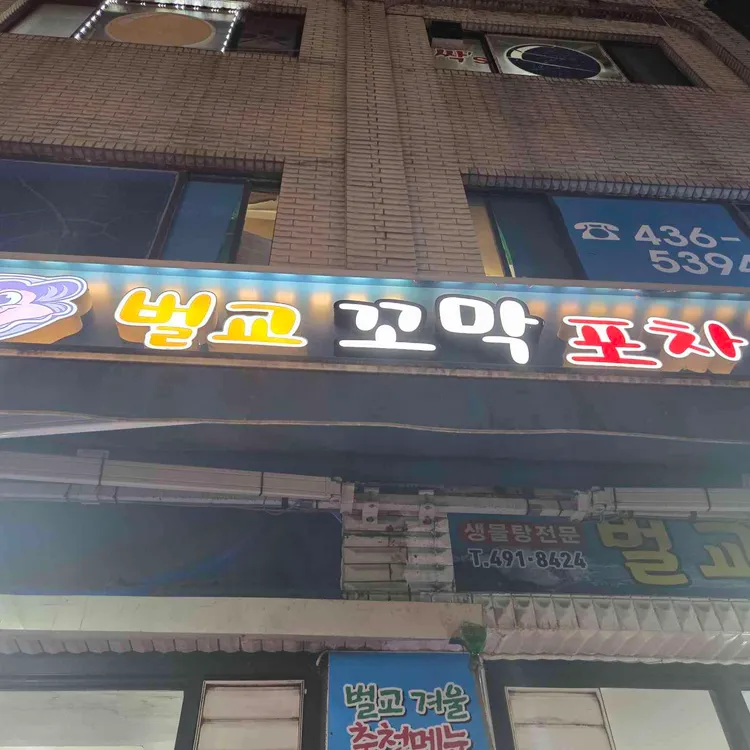 짝's
☎ 436-
5394
벌교 꼬막 포차
생물탕전문
T.491·8424
벌교
벌교 겨울
추천메뉴